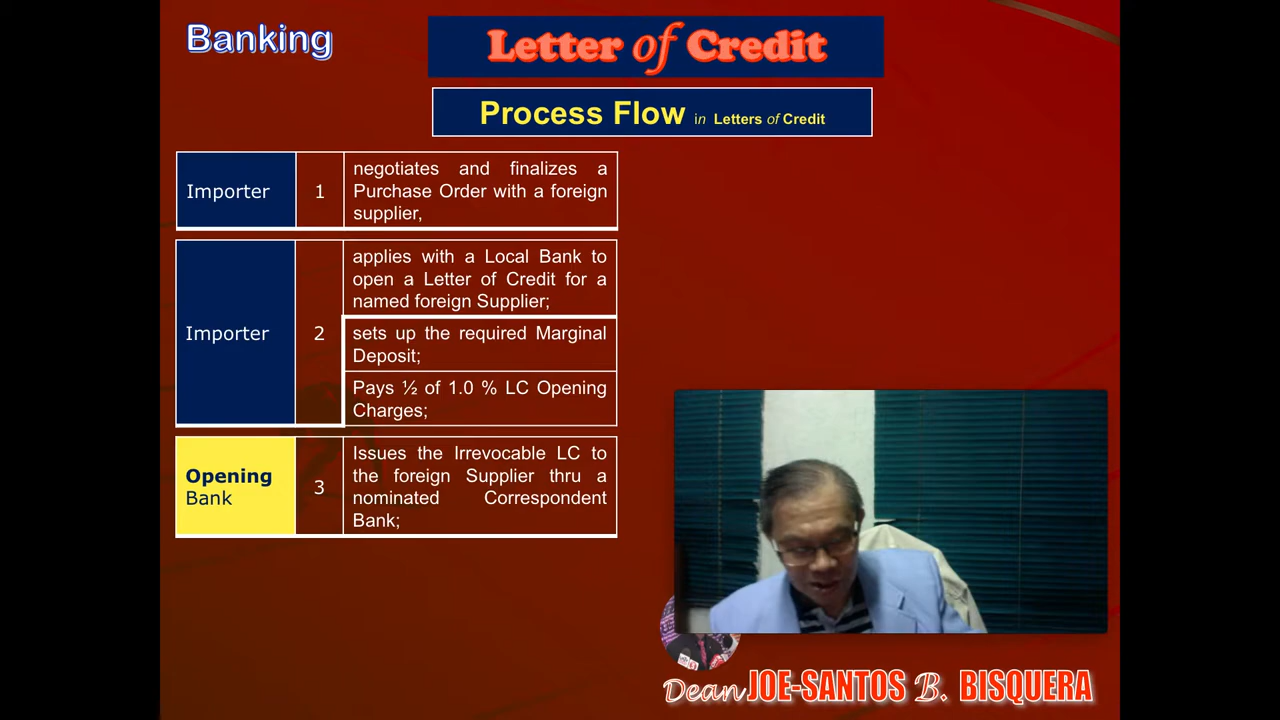 Banking
Letter of Credit
Process Flow in Letters of Credit
Importer
1
negotiates and finalizes a
Purchase Order with a foreign
supplier,
Importer
2
applies with a Local Bank to
open a Letter of Credit for a
named foreign Supplier;
sets up the required Marginal
Deposit;
Pays ½ of 1.0 % LC Opening
Charges;
Opening
Bank
3
Issues the Irrevocable LC to
the foreign Supplier thru a
nominated Correspondent
Bank;
Dean JOE-SANTOS B. BISQUERA